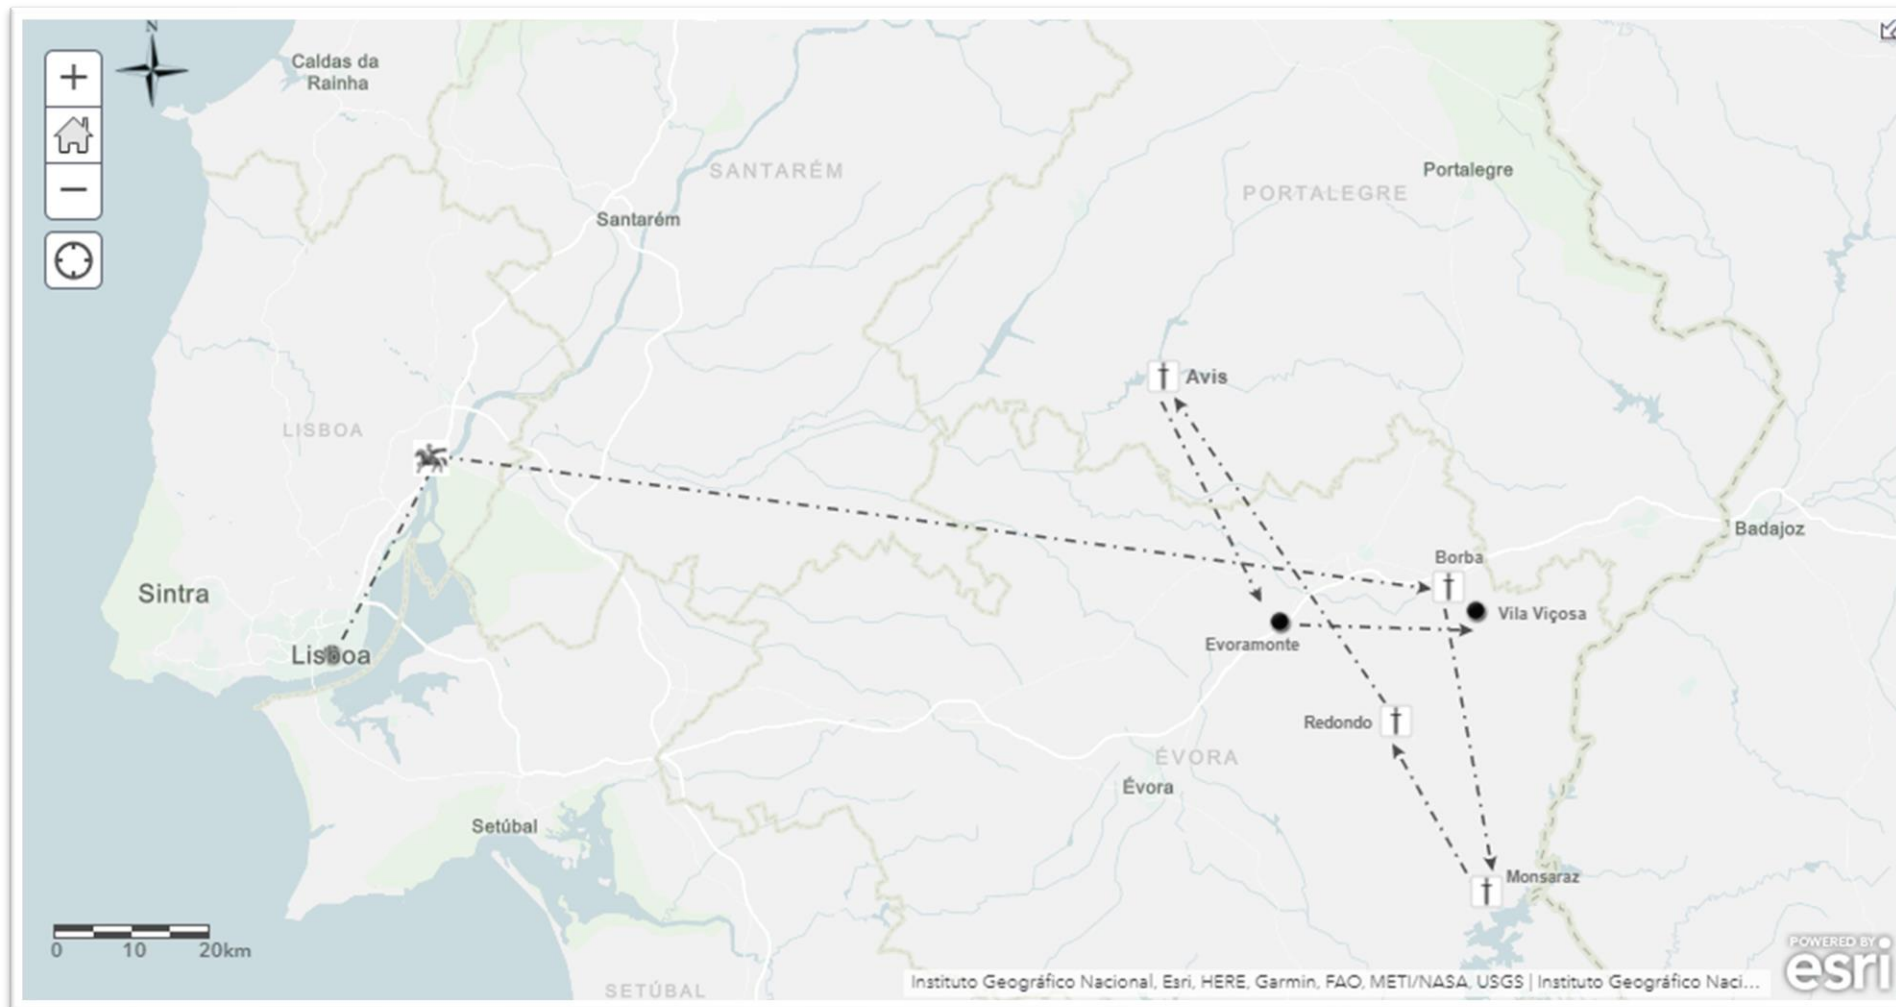 N
Caldas da
Rainha
+
−
SANTARÉM
Portalegre
PORTALEGRE
Santarém
Avis
LISBOA
Badajoz
Borba
Sintra
Vila Viçosa
Evoramonte
Lisboa
Redondo
ÉVORA
Évora
Setúbal
Monsaraz
0 10 20km
POWERED BY
esri
Instituto Geográfico Nacional, Esri, HERE, Garmin, FAO, METI/NASA, USGS | Instituto Geográfico Naci...
SETÚBAL